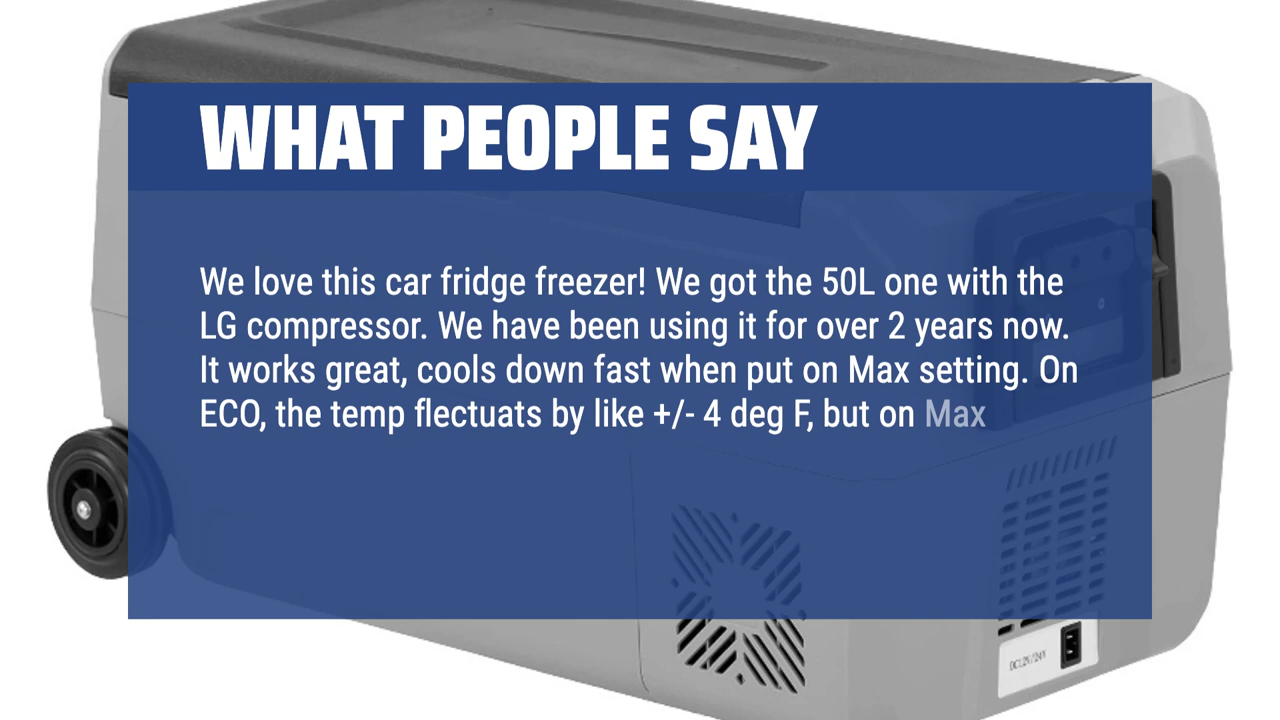 WHAT PEOPLE SAY
We love this car fridge freezer! We got the 50L one with the
LG compressor. We have been using it for over 2 years now.
It works great, cools down fast when put on Max setting. On
ECO, the temp flectuats by like +/- 4 deg F, but on Max
DC12V/24V